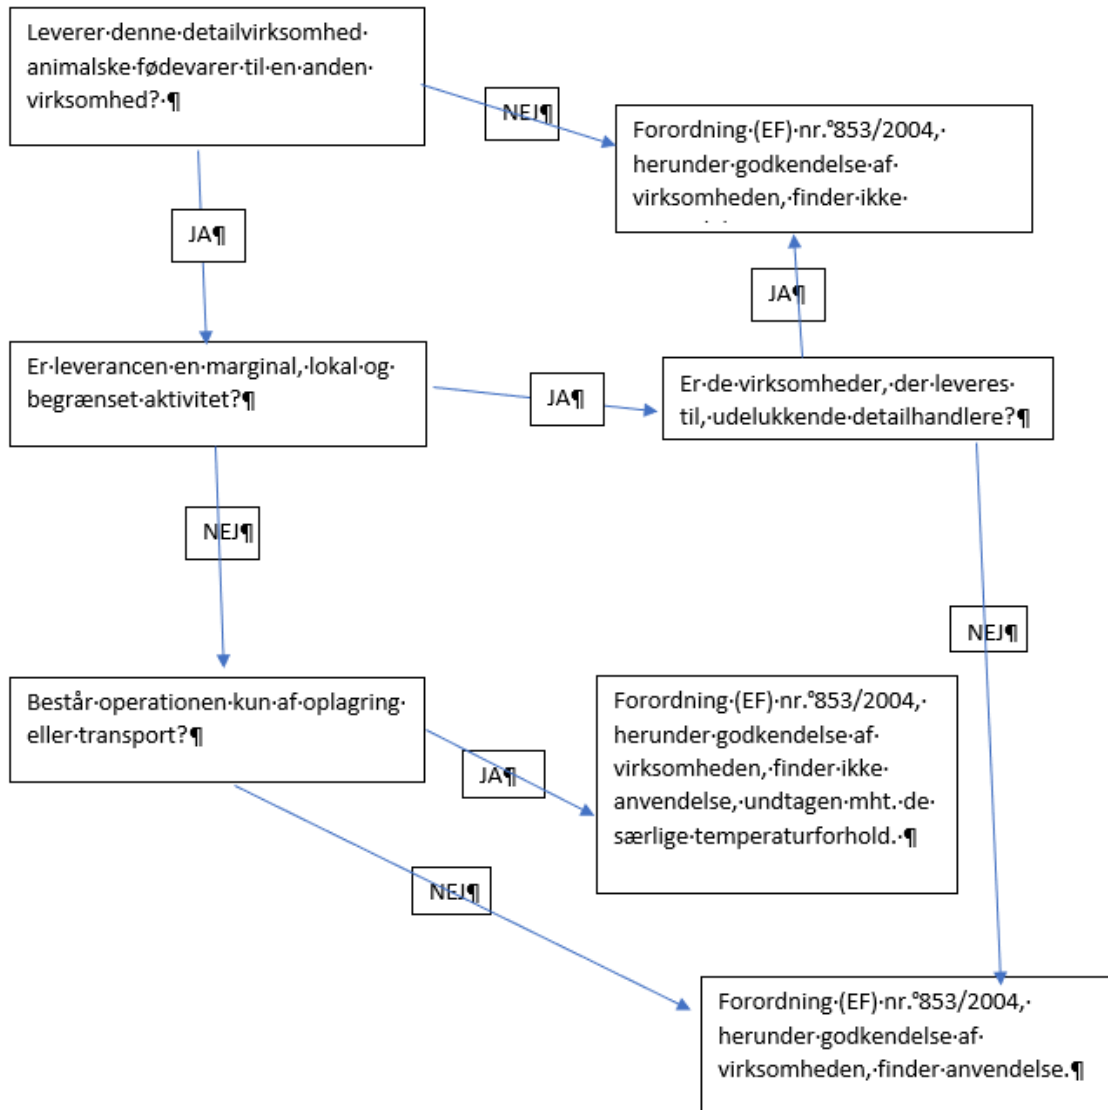 Leverer·denne·detailvirksomhed·
animalske·fødevarer·til·en·anden·
virksomhed?·¶
NEJ¶
Forordning·(EF)·nr.°853/2004,·
herunder·godkendelse·af·
virksomheden,·finder·ikke·
JA¶
JA¶
Er·leverancen·en·marginal,·lokal·og·
begrænset·aktivitet?¶
JA¶
Er·de·virksomheder,·der·leveres·
til,·udelukkende·detailhandlere?¶
NEJ¶
NEJ¶
Består·operationen·kun·af·oplagring·
eller·transport?¶
JA¶
Forordning·(EF)·nr.°853/2004,·
herunder·godkendelse·af·
virksomheden,·finder·ikke·
anvendelse,·undtagen·mht.·de·
særlige·temperaturforhold.·¶
NEJ¶
Forordning·(EF)·nr.°853/2004,·
herunder·godkendelse·af·
virksomheden,·finder·anvendelse.¶